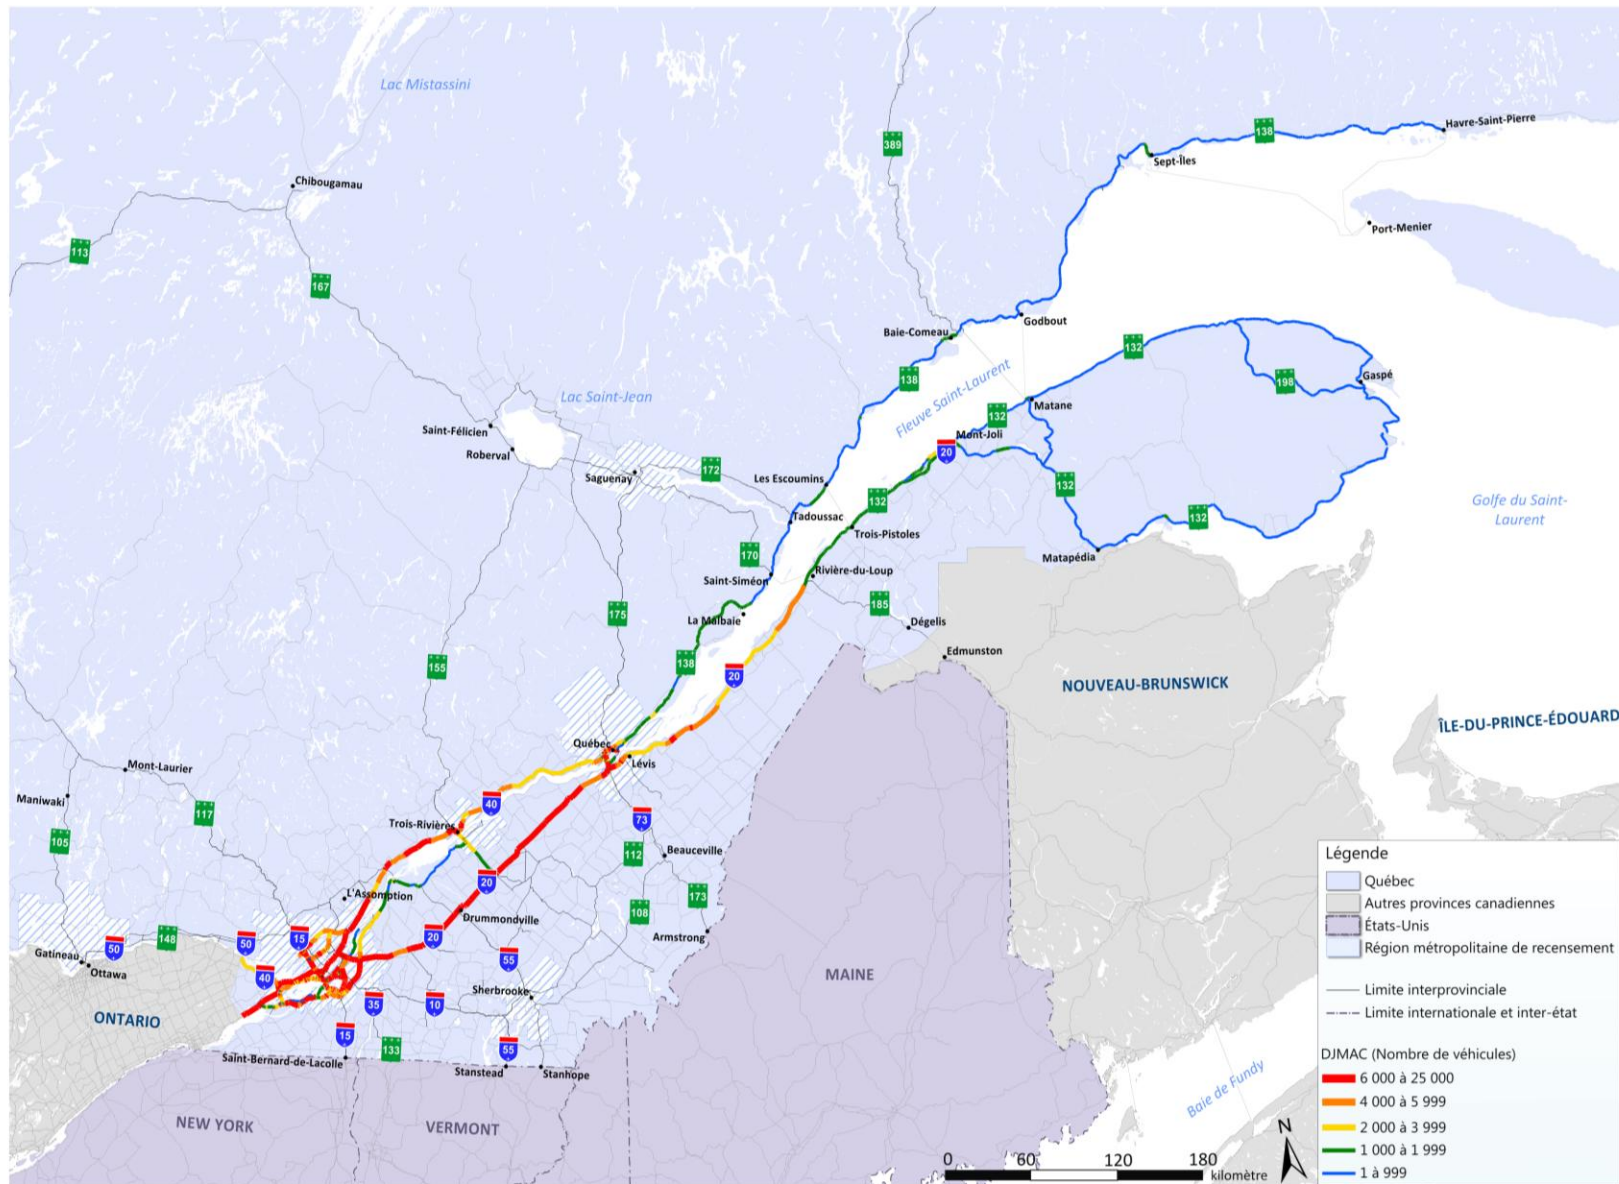 Lac Mistassini
Havre-Saint-Pierre
138
389
Sept-Îles
Chibougamau
Port-Menier
113
167
Godbout
Baie-Comeau
132
138
Fleuve Saint-Laurent
198
Gaspé
Lac Saint-Jean
Matane
132
Saint-Félicien
Mont-Joli
20
Roberval
172
Saguenay
Les Escoumins
132
132
Golfe du Saint-
Laurent
Tadoussac
132
Trois-Pistoles
170
Matapédia
Saint-Siméon
Rivière-du-Loup
185
175
La Malbaie
Dégelis
Edmunston
155
138
20
NOUVEAU-BRUNSWICK
ÎLE-DU-PRINCE-ÉDOUARD
Québec
Lévis
Mont-Laurier
Maniwaki
40
117
73
Trois-Rivières
105
112
Beauceville
20
L'Assomption
173
108
Drummondville
Armstrong
148
50
15
20
50
Gatineau
Ottawa
40
55
MAINE
Sherbrooke
35
10
ONTARIO
15
133
55
Saint-Bernard-de-Lacolle
Stanstead
Stanhope
NEW YORK
VERMONT
Baie de Fundy
N
0 60 120 180
kilomètre
Légende
Québec
Autres provinces canadiennes
États-Unis
Région métropolitaine de recensement
Limite interprovinciale
Limite internationale et inter-état
DJMAC (Nombre de véhicules)
6 000 à 25 000
4 000 à 5 999
2 000 à 3 999
1 000 à 1 999
1 à 999